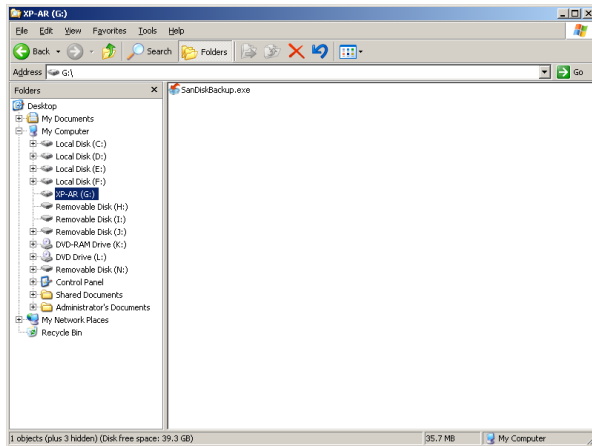 XP-AR (G:)
File Edit View Favorites Tools Help
Back Search Folders
Address G:\ Go
Folders
SanDiskBackup.exe
Desktop
My Documents
My Computer
Local Disk (C:)
Local Disk (D:)
Local Disk (E:)
Local Disk (F:)
XP-AR (G:)
Removable Disk (H:)
Removable Disk (I:)
Removable Disk (J:)
DVD-RAM Drive (K:)
DVD Drive (L:)
Removable Disk (N:)
Control Panel
Shared Documents
Administrator's Documents
My Network Places
Recycle Bin
1 objects (plus 3 hidden) (Disk free space: 39.3 GB) 35.7 MB My Computer